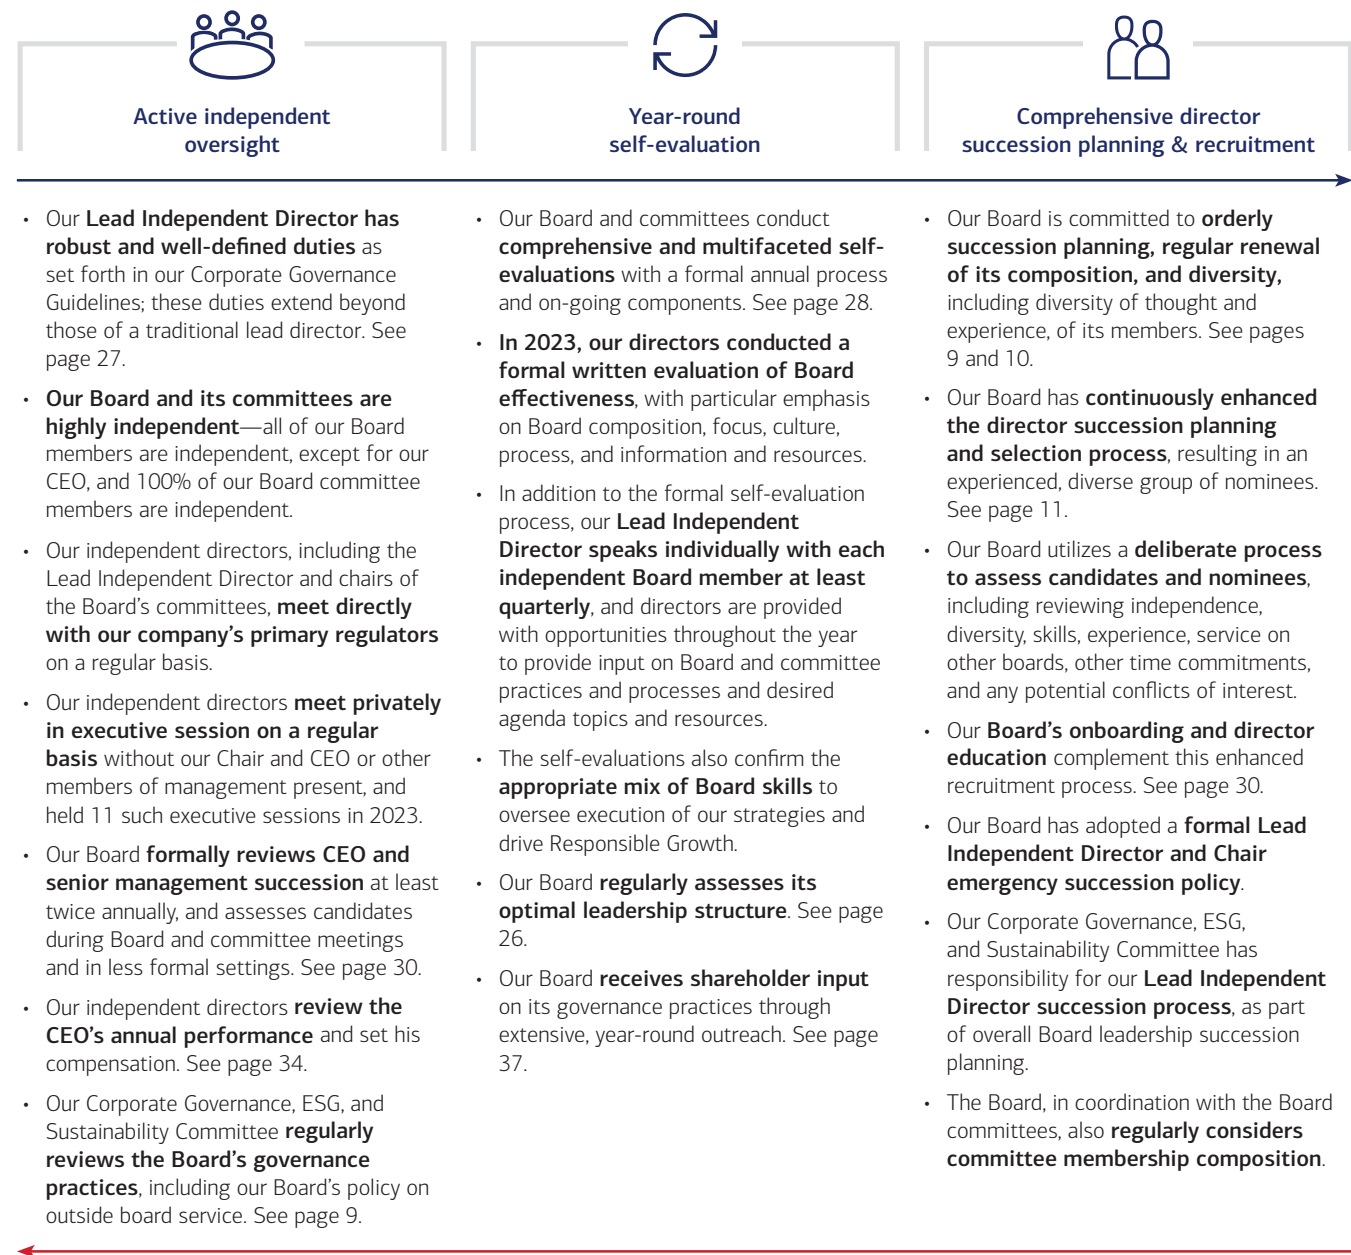 Active independent
oversight
• Our Lead Independent Director has
robust and well-defined duties as
set forth in our Corporate Governance
Guidelines; these duties extend beyond
those of a traditional lead director. See
page 27.
• Our Board and its committees are
highly independent—all of our Board
members are independent, except for our
CEO, and 100% of our Board committee
members are independent.
• Our independent directors, including the
Lead Independent Director and chairs of
the Board’s committees, meet directly
with our company’s primary regulators
on a regular basis.
• Our independent directors meet privately
in executive session on a regular
basis without our Chair and CEO or other
members of management present, and
held 11 such executive sessions in 2023.
• Our Board formally reviews CEO and
senior management succession at least
twice annually, and assesses candidates
during Board and committee meetings
and in less formal settings. See page 30.
• Our independent directors review the
CEO’s annual performance and set his
compensation. See page 34.
• Our Corporate Governance, ESG, and
Sustainability Committee regularly
reviews the Board’s governance
practices, including our Board’s policy on
outside board service. See page 9.
Year-round
self-evaluation
• Our Board and committees conduct
comprehensive and multifaceted self-
evaluations with a formal annual process
and on-going components. See page 28.
• In 2023, our directors conducted a
formal written evaluation of Board
effectiveness, with particular emphasis
on Board composition, focus, culture,
process, and information and resources.
• In addition to the formal self-evaluation
process, our Lead Independent
Director speaks individually with each
independent Board member at least
quarterly, and directors are provided
with opportunities throughout the year
to provide input on Board and committee
practices and processes and desired
agenda topics and resources.
• The self-evaluations also confirm the
appropriate mix of Board skills to
oversee execution of our strategies and
drive Responsible Growth.
• Our Board regularly assesses its
optimal leadership structure. See page
26.
• Our Board receives shareholder input
on its governance practices through
extensive, year-round outreach. See page
37.
Comprehensive director
succession planning & recruitment
• Our Board is committed to orderly
succession planning, regular renewal
of its composition, and diversity,
including diversity of thought and
experience, of its members. See pages
9 and 10.
• Our Board has continuously enhanced
the director succession planning
and selection process, resulting in an
experienced, diverse group of nominees.
See page 11.
• Our Board utilizes a deliberate process
to assess candidates and nominees,
including reviewing independence,
diversity, skills, experience, service on
other boards, other time commitments,
and any potential conflicts of interest.
• Our Board’s onboarding and director
education complement this enhanced
recruitment process. See page 30.
• Our Board has adopted a formal Lead
Independent Director and Chair
emergency succession policy.
• Our Corporate Governance, ESG,
and Sustainability Committee has
responsibility for our Lead Independent
Director succession process, as part
of overall Board leadership succession
planning.
• The Board, in coordination with the Board
committees, also regularly considers
committee membership composition.